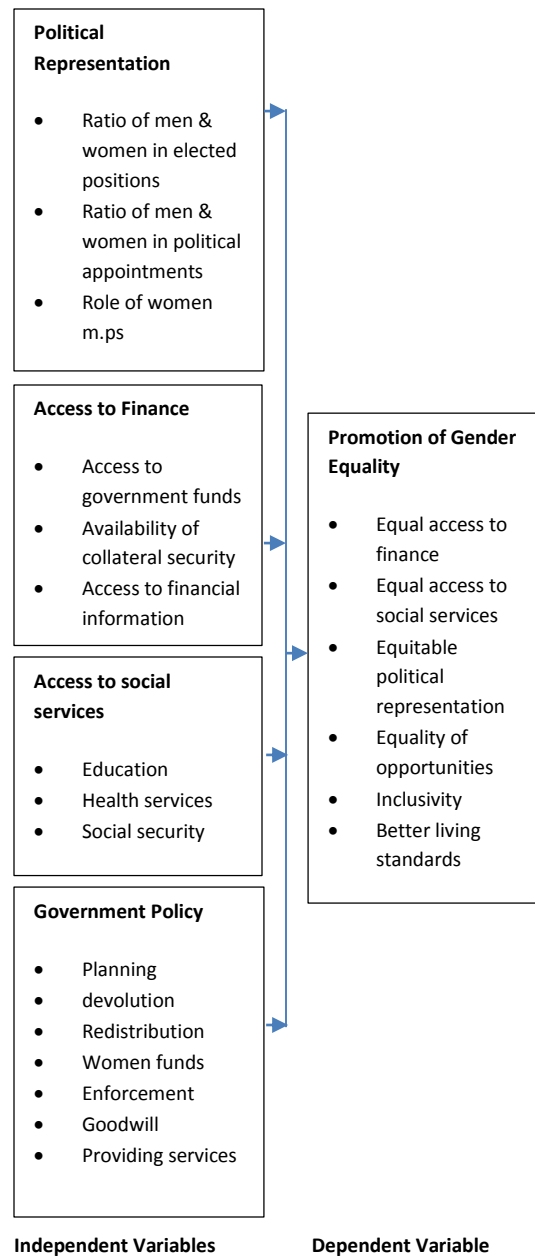 Political
Representation
• Ratio of men &
women in elected
positions
• Ratio of men &
women in political
appointments
• Role of women
m.ps
Access to Finance
• Access to
government funds
• Availability of
collateral security
• Access to financial
information
Access to social
services
• Education
• Health services
• Social security
Government Policy
• Planning
• devolution
• Redistribution
• Women funds
• Enforcement
• Goodwill
• Providing services
Independent Variables
Promotion of Gender
Equality
• Equal access to
finance
• Equal access to
social services
• Equitable
political
representation
• Equality of
opportunities
• Inclusivity
• Better living
standards
Dependent Variable